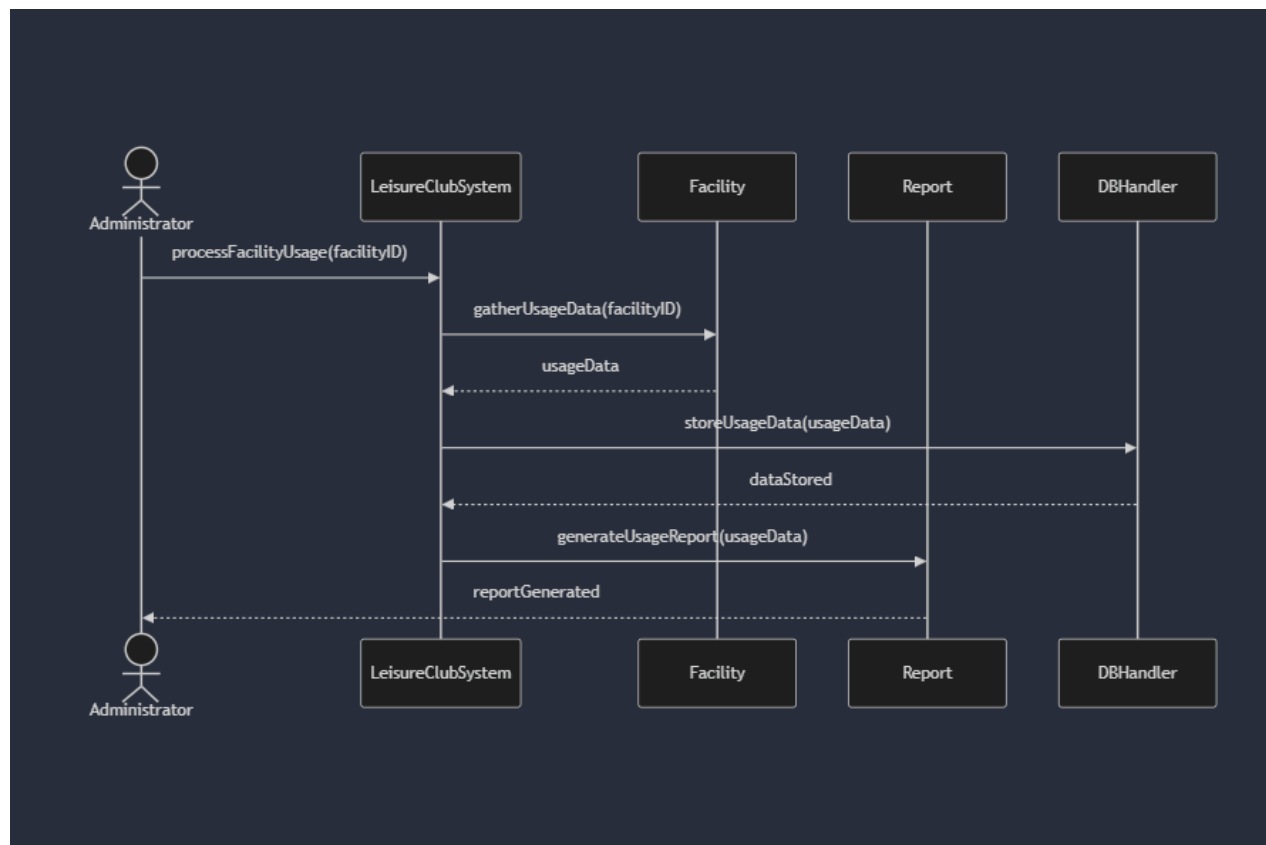 LeisureClubSystem
Facility
Report
DBHandler
Administrator
processFacilityUsage(facilityID)
gatherUsageData(facilityID)
usageData
storeUsageData(usageData)
dataStored
generateUsageReport(usageData)
reportGenerated
LeisureClubSystem
Facility
Report
DBHandler
Administrator